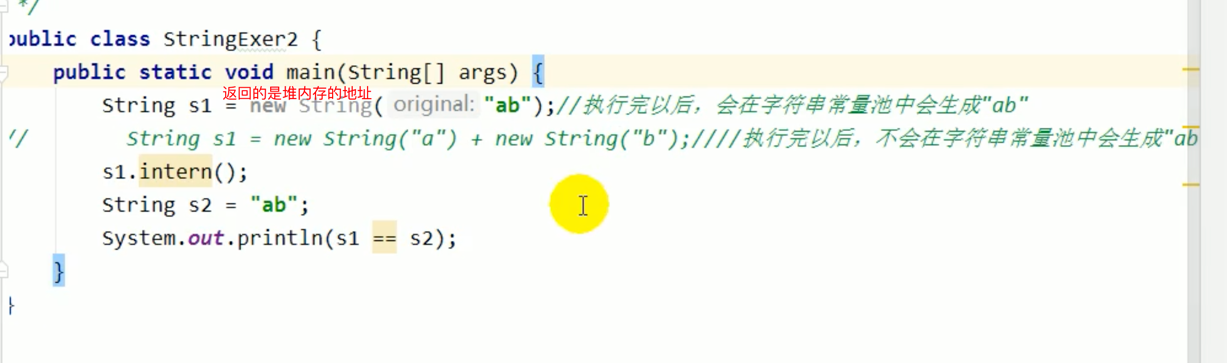 */
public class StringExer2 {
public static void main(String[] args) {
返回的是堆内存的地址
String s1 = new String( original: "ab");//执行完以后，会在字符串常量池中会生成"ab"
// String s1 = new String("a") + new String("b");////执行完以后，不会在字符串常量池中会生成"ab
s1.intern();
String s2 = "ab";
System.out.println(s1 == s2);
}
}